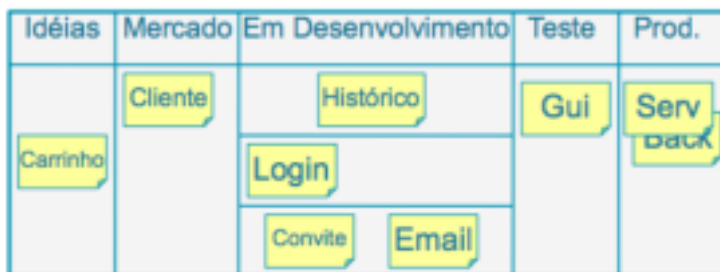 Idéias Mercado Em Desenvolvimento Teste Prod.
Cliente Histórico Gui Serv
Back
Carrinho Login
Convite Email